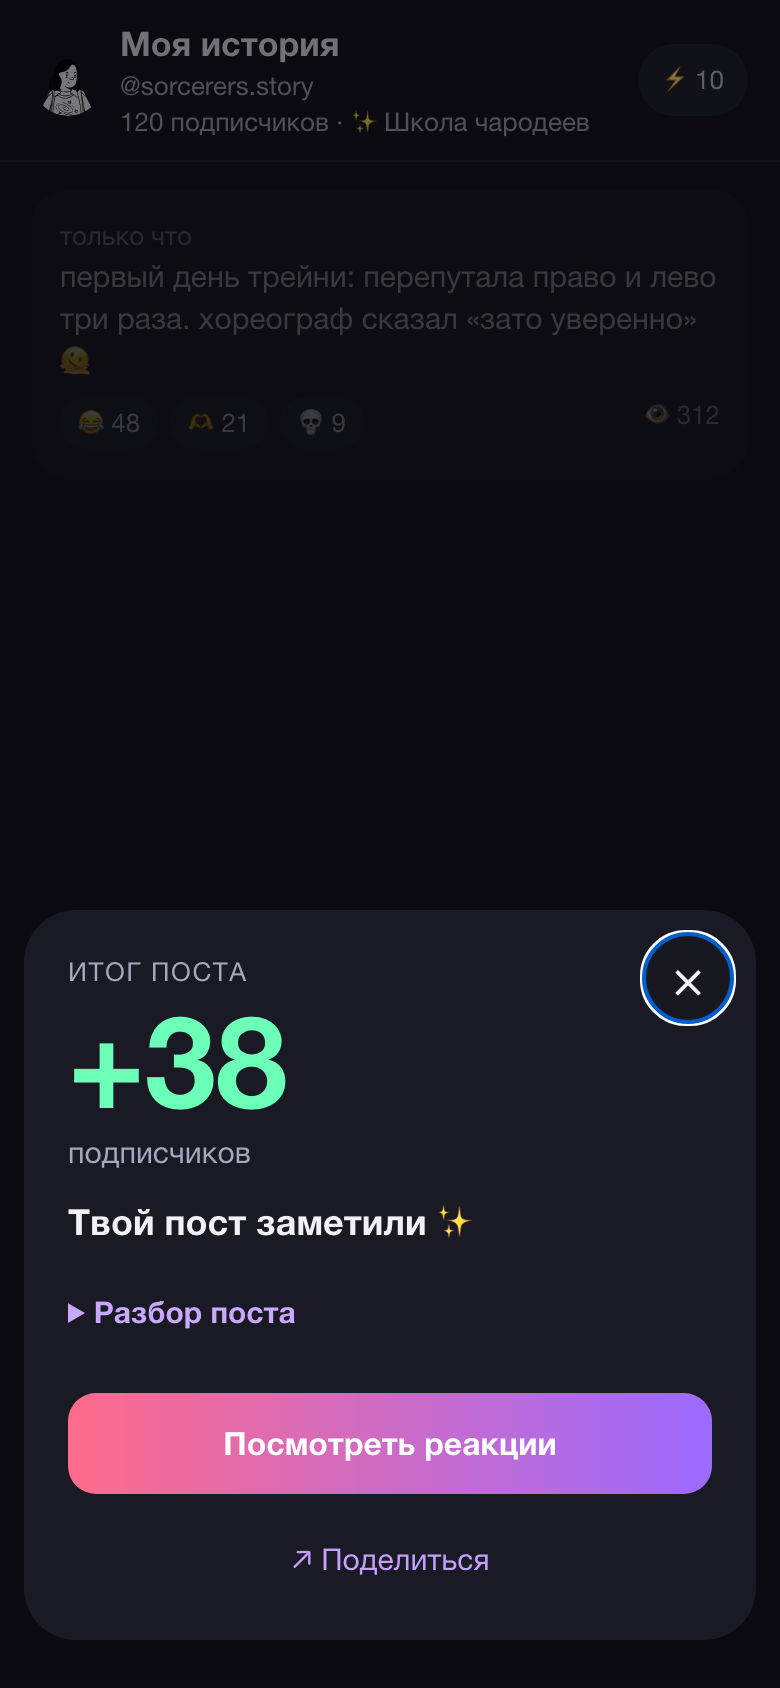 Моя история
@sorcerers.story
⚡ 10
120 подписчиков · ✨ Школа чародеев
только что
первый день трейни: перепутала право и лево
три раза. хореограф сказал «зато уверенно»
🫠
😂 48 🫶 21 💀 9 👁️ 312
ИТОГ ПОСТА
+38
подписчиков
Твой пост заметили ✨
▶ Разбор поста
Посмотреть реакции
↗ Поделиться